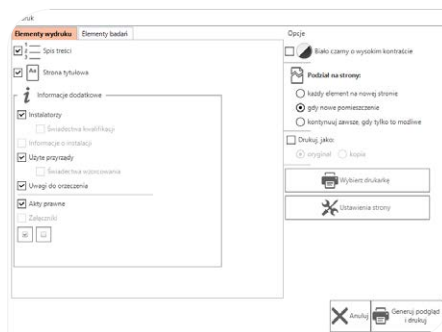 Elementy wydruku Elementy badań
Spis treści
Strona tytułowa
Informacje dodatkowe
Instalatorzy
Świadectwa kwalifikacji
Informacje o instalacji
Użyte przyrządy
Świadectwa wzorcowania
Uwagi do orzeczenia
Akty prawne
Załączniki
Opcje
Biało czarny o wysokim kontraście
Podział na strony:
każdy element na nowej stronie
gdy nowe pomieszczenie
kontynuuj zawsze, gdy tylko to możliwe
Drukuj, jako:
oryginał kopia
Wybierz drukarkę
Ustawienia strony
Anuluj
Generuj podgląd
i drukuj